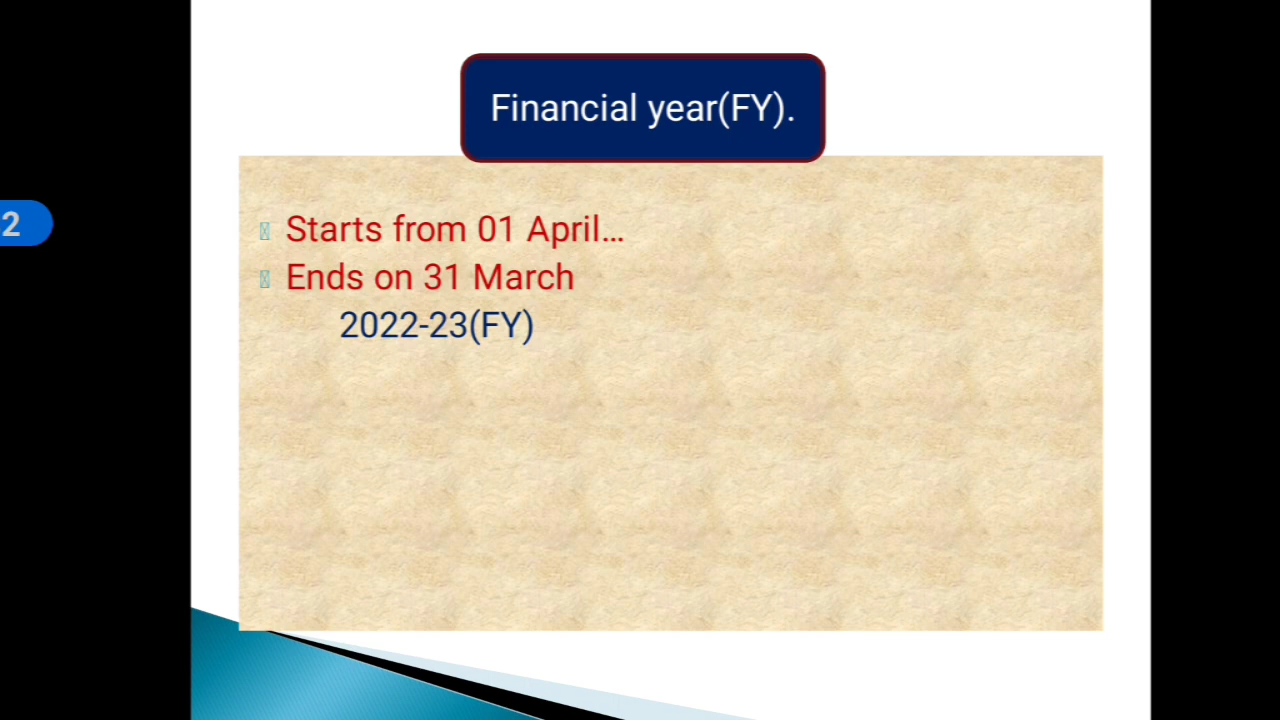 Financial year(FY).
2
Starts from 01 April...
Ends on 31 March
2022-23(FY)